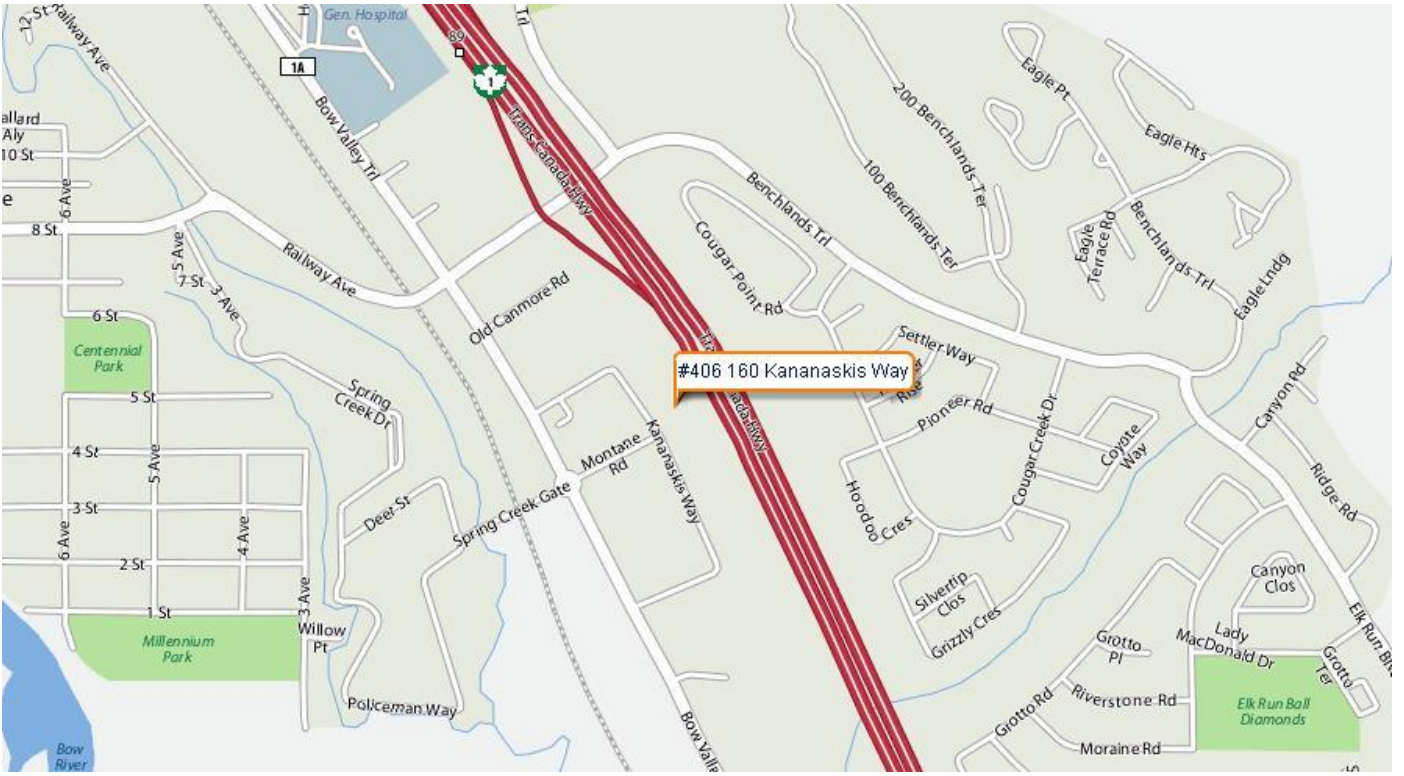 12 St
Railway Ave
H
Gen. Hospital
1A
89
1
Trl
Bow Valley Trl
Trans Canada Hwy
Eagle Pt
Eagle Hts
200 Benchlands Ter
100 Benchlands Ter
allard
Aly
10 St
e
6 Ave
8 St
5 Ave
7 St
3 Ave
Railway Ave
Benchlands Trl
Cougar Point Rd
Eagle
Terrace Rd
Benchlands Trl
Eagle Lndg
6 St
Old Canmore Rd
Centennial
Park
Settler Way
#406 160 Kananaskis Way
Rise
5 St
Spring
Creek Dr
Pioneer Rd
Canyon Rd
4 St
5 Ave
Montane
Rd
Kananaskis Way
Cougar Creek Dr
Coyote
Way
3 St
Deer St
Spring Creek Gate
Hoodoo
Cres
Ridge Rd
6 Ave
4 Ave
2 St
1 St
3 Ave
Silvertip
Clos
Grizzly Cres
Canyon
Clos
Willow
Pt
Millennium
Park
Grotto
Pl
Lady
MacDonald Dr
Grotto
Ter
Elk Run Blv
Policeman Way
Riverstone Rd
Elk Run Ball
Diamonds
Grotto Rd
Moraine Rd
Bow
River
Bow Valle